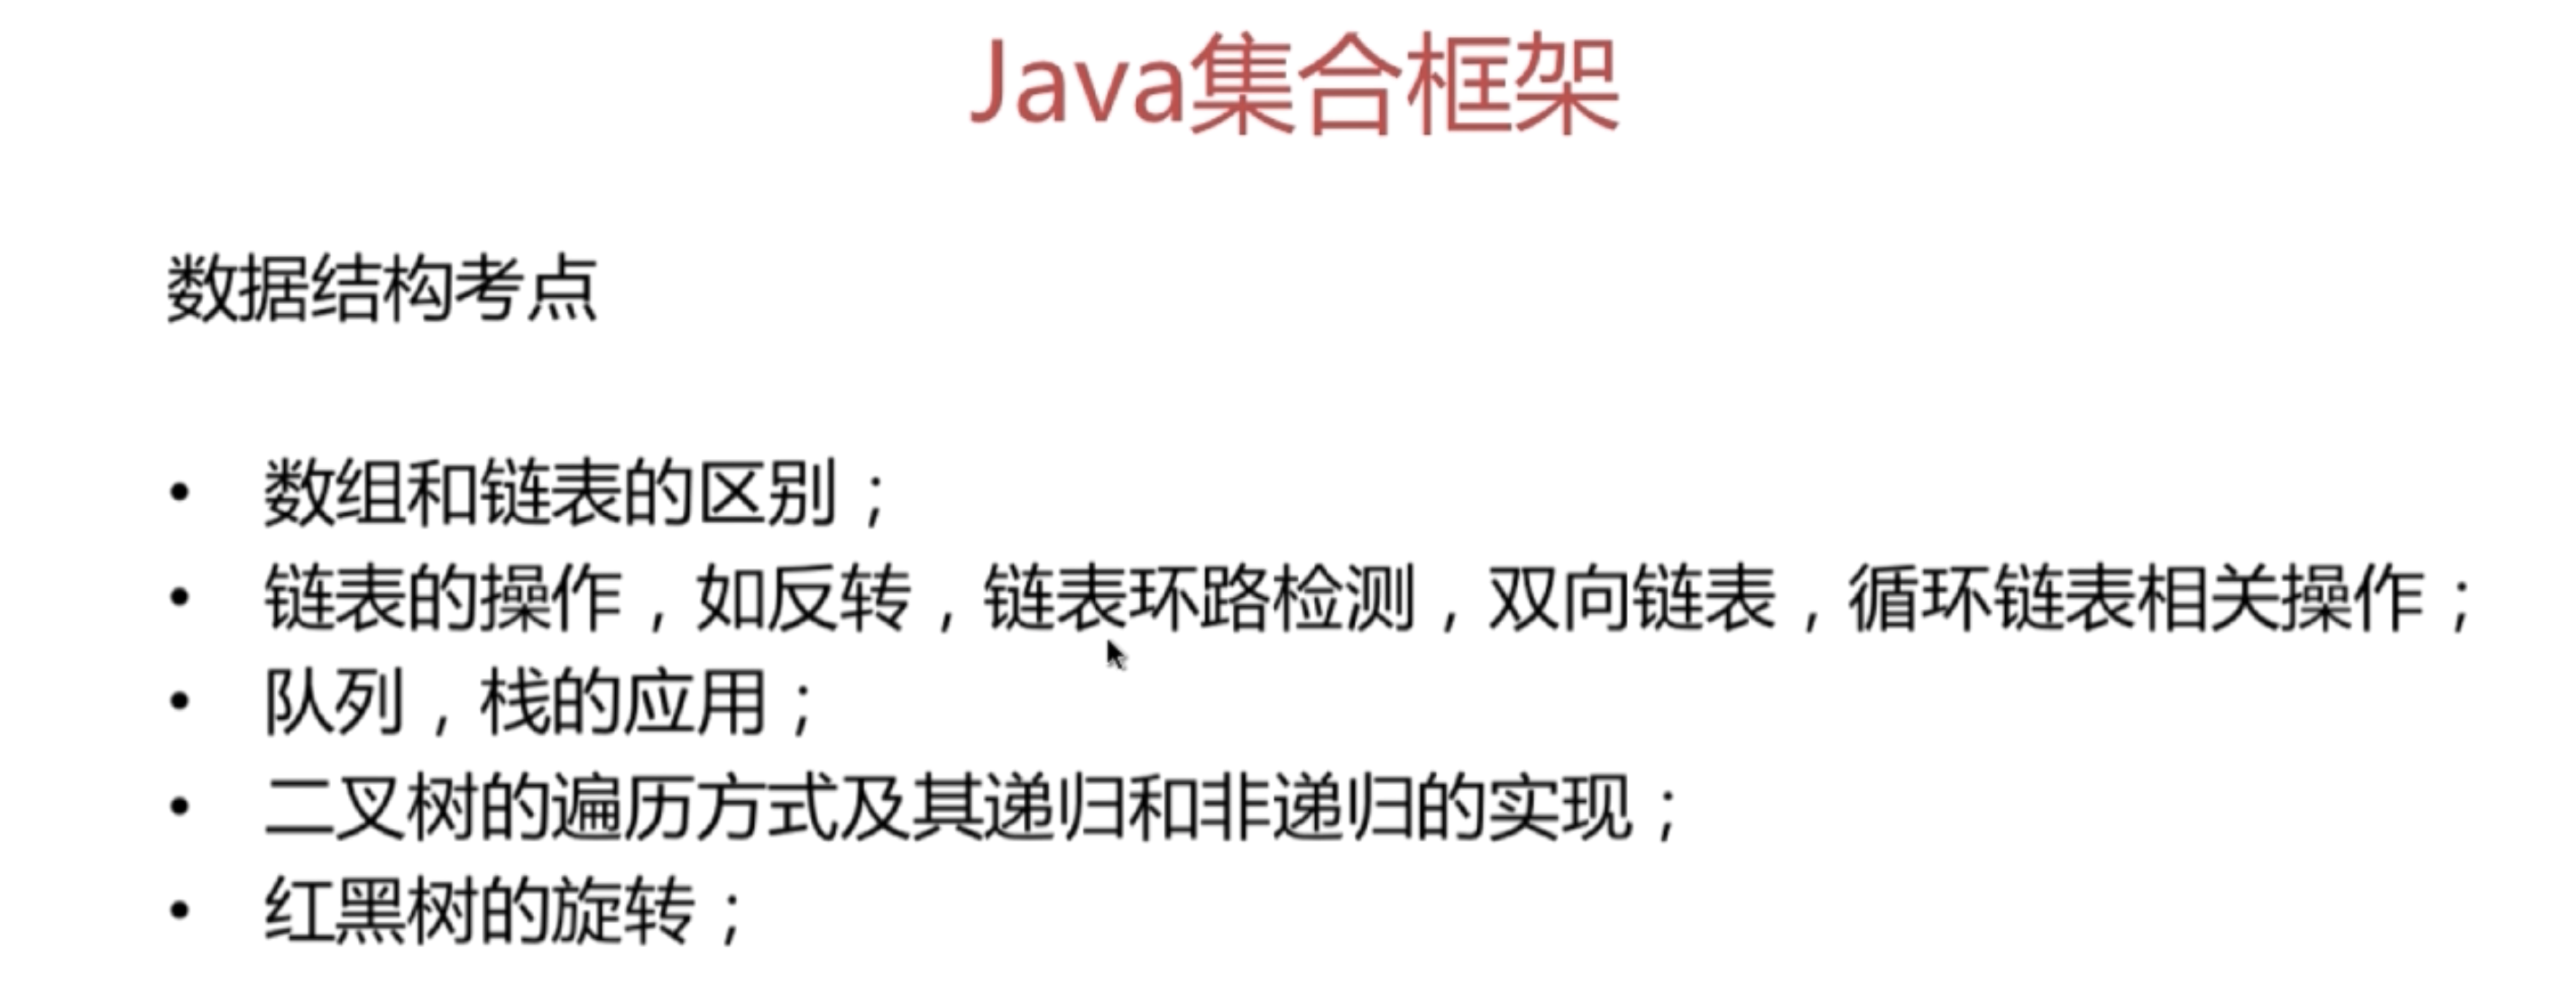 Java集合框架
数据结构考点
• 数组和链表的区别；
• 链表的操作，如反转，链表环路检测，双向链表，循环链表相关操作；
• 队列，栈的应用；
• 二叉树的遍历方式及其递归和非递归的实现；
• 红黑树的旋转；